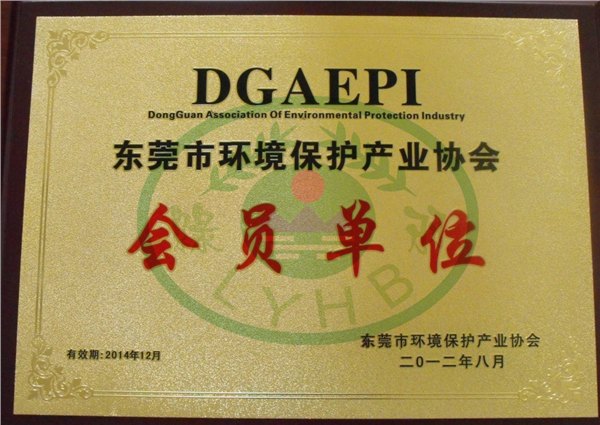 DGAEPI
DongGuan Association Of Environmental Protection Industry
东莞市环境保护产业协会
会员单位
LYHB
有效期:2014年12月
东莞市环境保护产业协会
二〇一二年八月